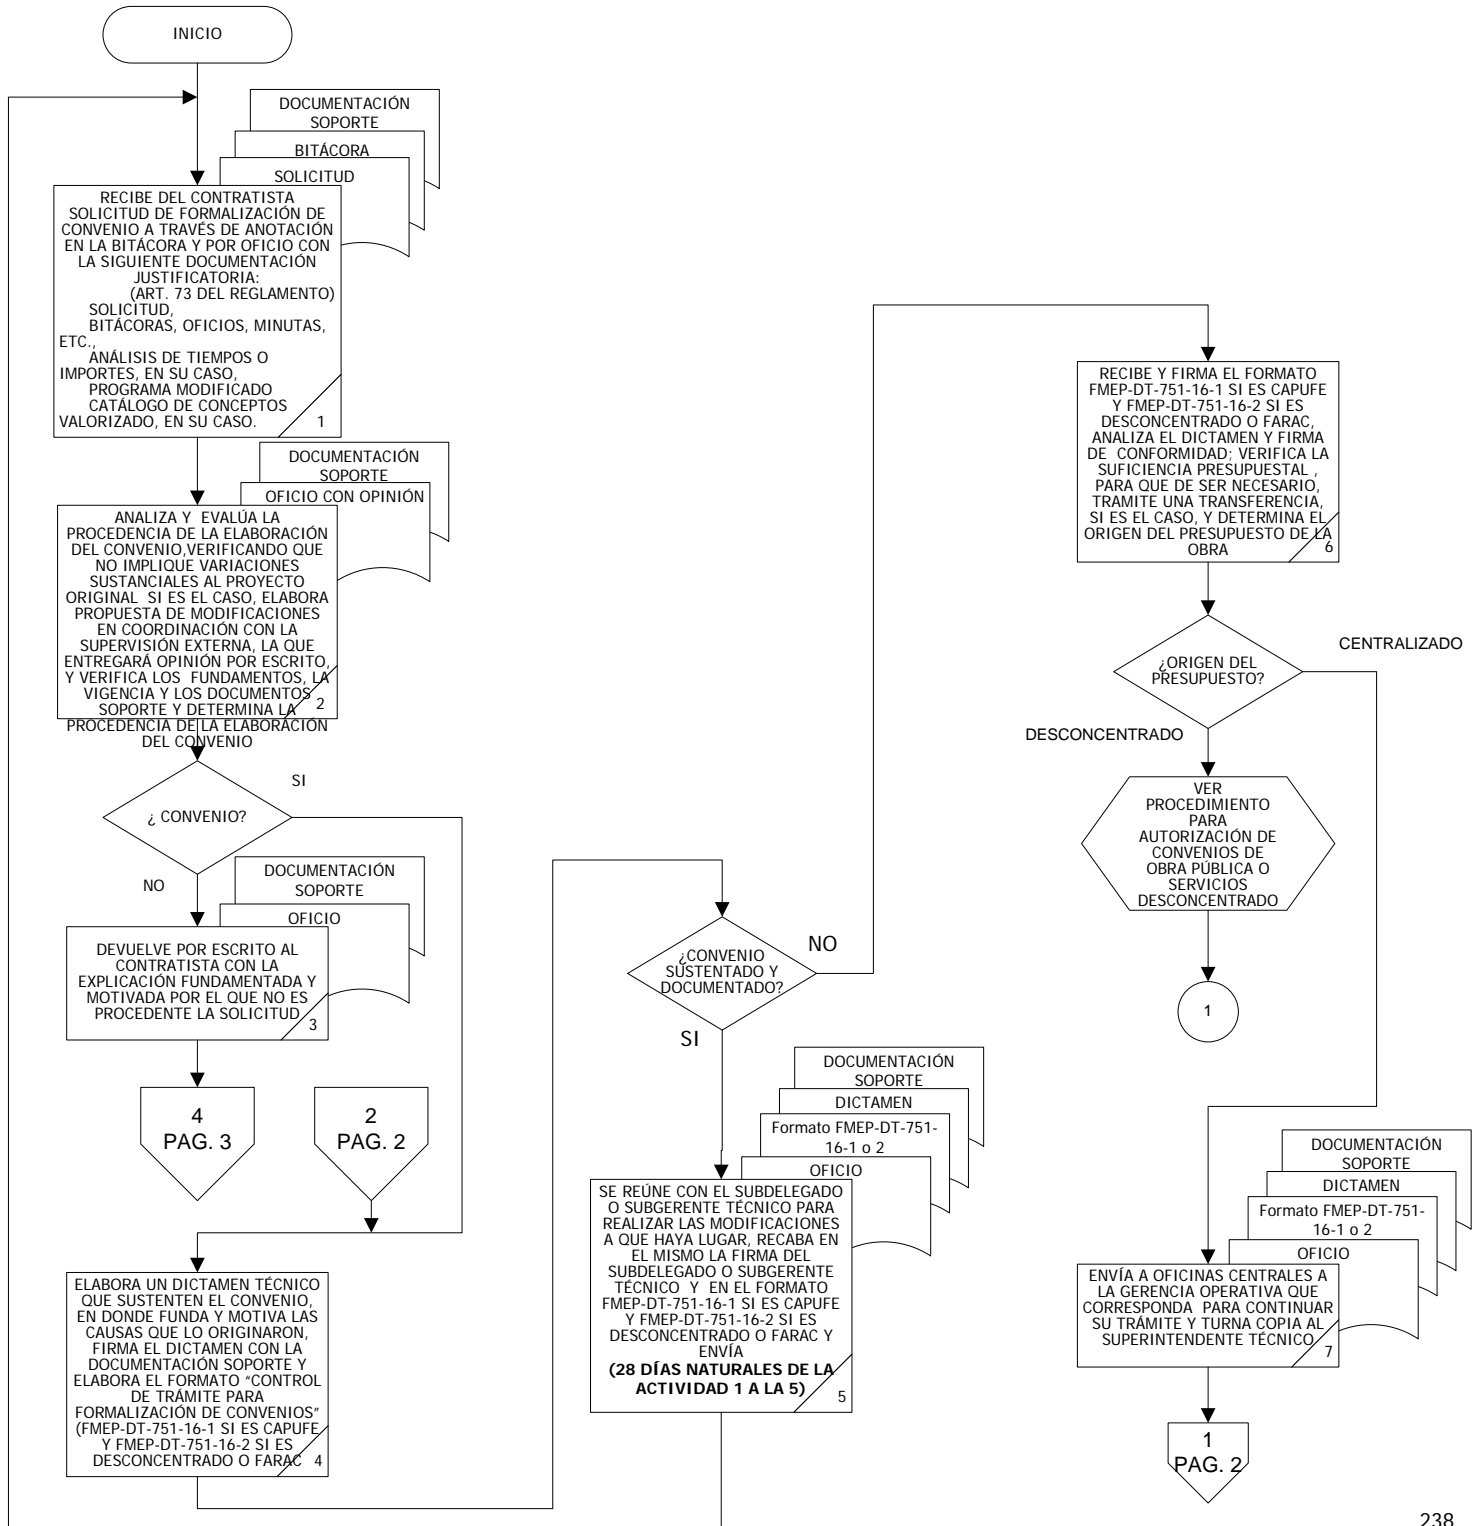 INICIO
DOCUMENTACIÓN
SOPORTE
BITÁCORA
SOLICITUD
RECIBE DEL CONTRATISTA
SOLICITUD DE FORMALIZACIÓN DE
CONVENIO A TRAVÉS DE ANOTACIÓN
EN LA BITÁCORA Y POR OFICIO CON
LA SIGUIENTE DOCUMENTACIÓN
JUSTIFICATORIA:
(ART. 73 DEL REGLAMENTO)
SOLICITUD,
BITÁCORAS, OFICIOS, MINUTAS,
ETC.,
ANÁLISIS DE TIEMPOS O
IMPORTES, EN SU CASO,
PROGRAMA MODIFICADO
CATÁLOGO DE CONCEPTOS
VALORIZADO, EN SU CASO.
1
DOCUMENTACIÓN
SOPORTE
OFICIO CON OPINIÓN
ANALIZA Y EVALÚA LA
PROCEDENCIA DE LA ELABORACIÓN
DEL CONVENIO,VERIFICANDO QUE
NO IMPLIQUE VARIACIONES
SUSTANCIALES AL PROYECTO
ORIGINAL SI ES EL CASO, ELABORA
PROPUESTA DE MODIFICACIONES
EN COORDINACIÓN CON LA
SUPERVISIÓN EXTERNA, LA QUE
ENTREGARÁ OPINIÓN POR ESCRITO,
Y VERIFICA LOS FUNDAMENTOS, LA
VIGENCIA Y LOS DOCUMENTOS
SOPORTE Y DETERMINA LA
PROCEDENCIA DE LA ELABORACIÓN
DEL CONVENIO
2
¿ CONVENIO?
SI
NO
DOCUMENTACIÓN
SOPORTE
OFICIO
DEVUELVE POR ESCRITO AL
CONTRATISTA CON LA
EXPLICACIÓN FUNDAMENTADA Y
MOTIVADA POR EL QUE NO ES
PROCEDENTE LA SOLICITUD
3
4
PAG. 3
2
PAG. 2
ELABORA UN DICTAMEN TÉCNICO
QUE SUSTENTEN EL CONVENIO,
EN DONDE FUNDA Y MOTIVA LAS
CAUSAS QUE LO ORIGINARON,
FIRMA EL DICTAMEN CON LA
DOCUMENTACIÓN SOPORTE Y
ELABORA EL FORMATO “CONTROL
DE TRÁMITE PARA
FORMALIZACIÓN DE CONVENIOS”
(FMEP-DT-751-16-1 SI ES CAPUFE
Y FMEP-DT-751-16-2 SI ES
DESCONCENTRADO O FARAC
4
¿CONVENIO
SUSTENTADO Y
DOCUMENTADO?
NO
SI
DOCUMENTACIÓN
SOPORTE
DICTAMEN
Formato FMEP-DT-751-
16-1 o 2
OFICIO
SE REÚNE CON EL SUBDELEGADO
O SUBGERENTE TÉCNICO PARA
REALIZAR LAS MODIFICACIONES
A QUE HAYA LUGAR, RECABA EN
EL MISMO LA FIRMA DEL
SUBDELEGADO O SUBGERENTE
TÉCNICO Y EN EL FORMATO
FMEP-DT-751-16-1 SI ES CAPUFE
Y FMEP-DT-751-16-2 SI ES
DESCONCENTRADO O FARAC Y
ENVÍA
(28 DÍAS NATURALES DE LA
ACTIVIDAD 1 A LA 5)
5
RECIBE Y FIRMA EL FORMATO
FMEP-DT-751-16-1 SI ES CAPUFE
Y FMEP-DT-751-16-2 SI ES
DESCONCENTRADO O FARAC,
ANALIZA EL DICTAMEN Y FIRMA
DE CONFORMIDAD; VERIFICA LA
SUFICIENCIA PRESUPUESTAL ,
PARA QUE DE SER NECESARIO,
TRAMITE UNA TRANSFERENCIA,
SI ES EL CASO, Y DETERMINA EL
ORIGEN DEL PRESUPUESTO DE LA
OBRA
6
¿ORIGEN DEL
PRESUPUESTO?
CENTRALIZADO
DESCONCENTRADO
VER
PROCEDIMIENTO
PARA
AUTORIZACIÓN DE
CONVENIOS DE
OBRA PÚBLICA O
SERVICIOS
DESCONCENTRADO
1
DOCUMENTACIÓN
SOPORTE
DICTAMEN
Formato FMEP-DT-751-
16-1 o 2
OFICIO
ENVÍA A OFICINAS CENTRALES A
LA GERENCIA OPERATIVA QUE
CORRESPONDA PARA CONTINUAR
SU TRÁMITE Y TURNA COPIA AL
SUPERINTENDENTE TÉCNICO
7
1
PAG. 2
238